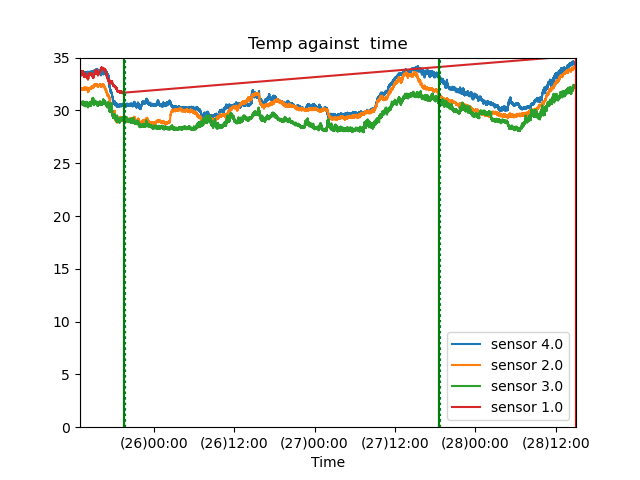 Temp against  time
35
30
25
20
15
10
5
0
sensor 4.0
sensor 2.0
sensor 3.0
sensor 1.0
(26)00:00 (26)12:00 (27)00:00 (27)12:00 (28)00:00 (28)12:00
Time